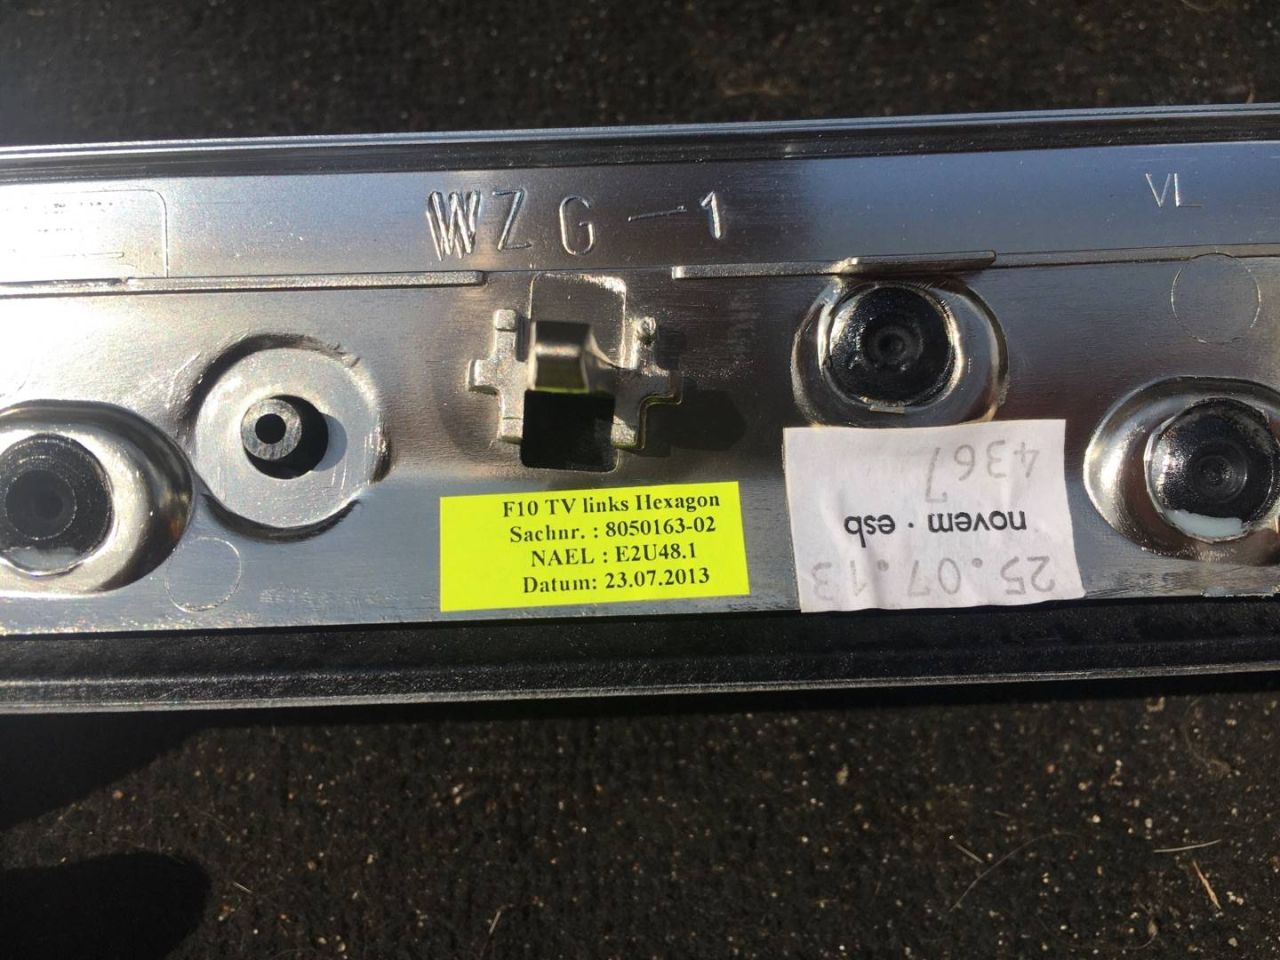 WZG-1
VL
F10 TV links Hexagon
Sachnr. : 8050163-02
NAEL : E2U48.1
Datum: 23.07.2013
25.07.13
novem · esb
4367